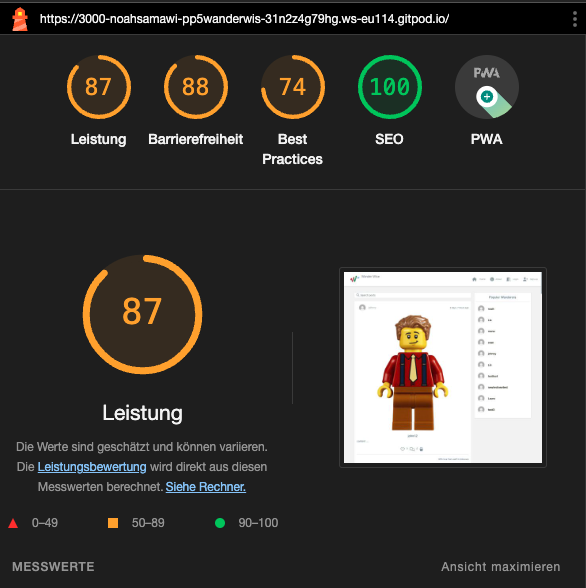 https://3000-noahsamawi-pp5wanderwis-31n2z4g79hg.ws-eu114.gitpod.io/
87
88
74
100
PWA
Leistung
Barrierefreiheit
Best
Practices
SEO
PWA
87
Leistung
Die Werte sind geschätzt und können variieren.
Die Leistungsbewertung wird direkt aus diesen
Messwerten berechnet. Siehe Rechner.
0–49
50–89
90–100
MESSWERTE
Ansicht maximieren